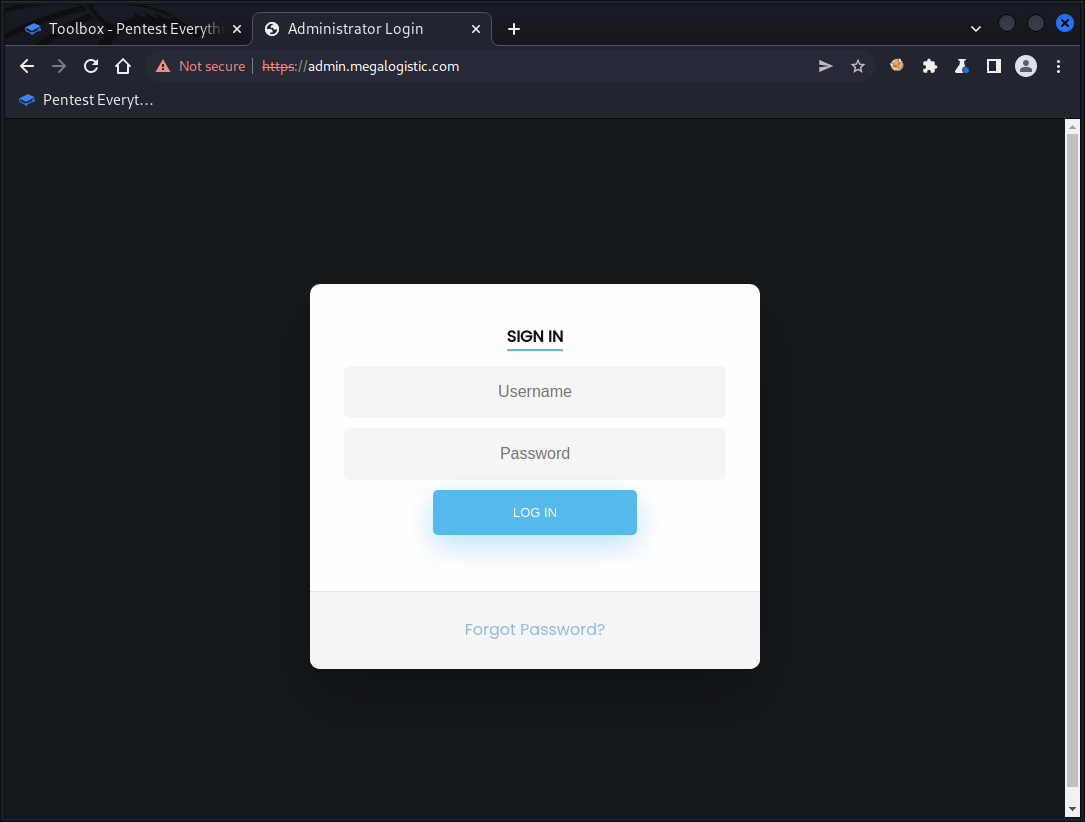 Toolbox - Pentest Everythi
Administrator Login
Not secure
https://admin.megalogistic.com
Pentest Everyt…
SIGN IN
Username
Password
LOG IN
Forgot Password?